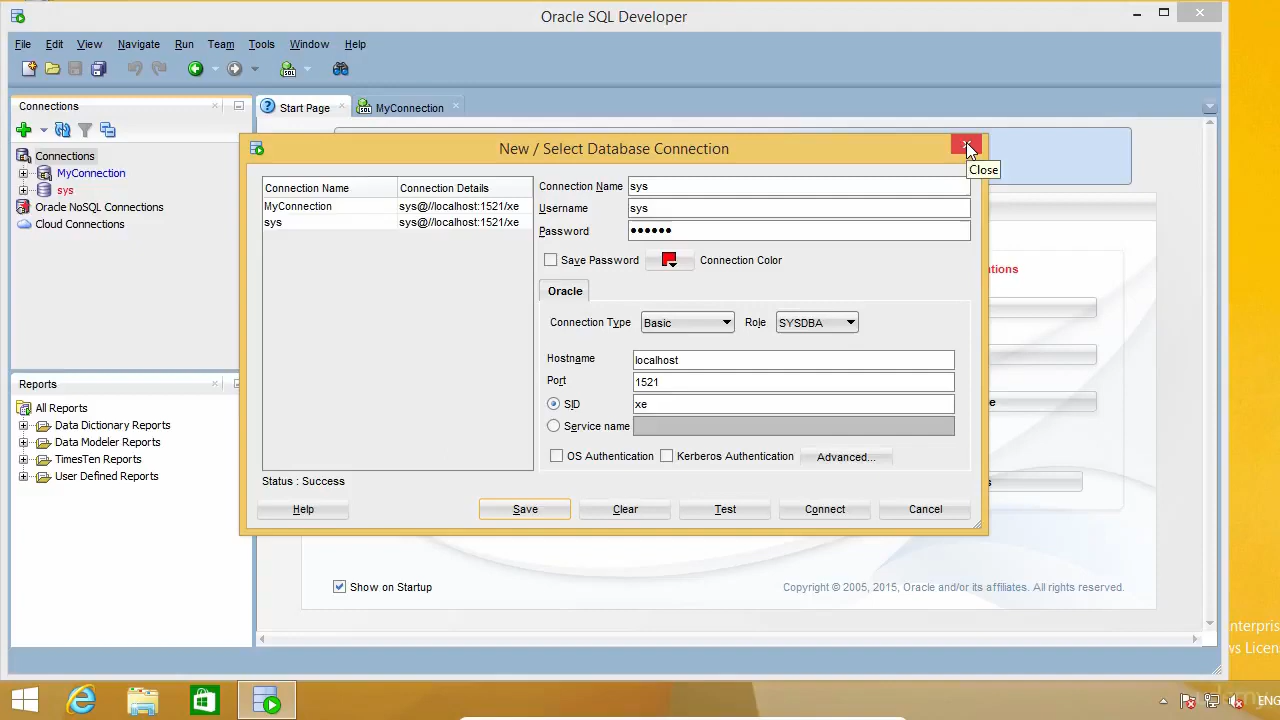 Oracle SQL Developer
File Edit View Navigate Run Team Tools Window Help
Connections
Start Page
MyConnection
Connections
MyConnection
sys
Oracle NoSQL Connections
Cloud Connections
New / Select Database Connection
Close
Connection Name Connection Details
MyConnection sys@//localhost:1521/xe
sys sys@//localhost:1521/xe
Connection Name sys
Username sys
Password ••••••
Save Password Connection Color
Oracle
Connection Type Basic Role SYSDBA
Hostname localhost
Port 1521
SID xe
Service name
OS Authentication Kerberos Authentication Advanced...
Status : Success
Help Save Clear Test Connect Cancel
Reports
All Reports
Data Dictionary Reports
Data Modeler Reports
TimesTen Reports
User Defined Reports
Show on Startup
Copyright © 2005, 2015, Oracle and/or its affiliates. All rights reserved.
ENG